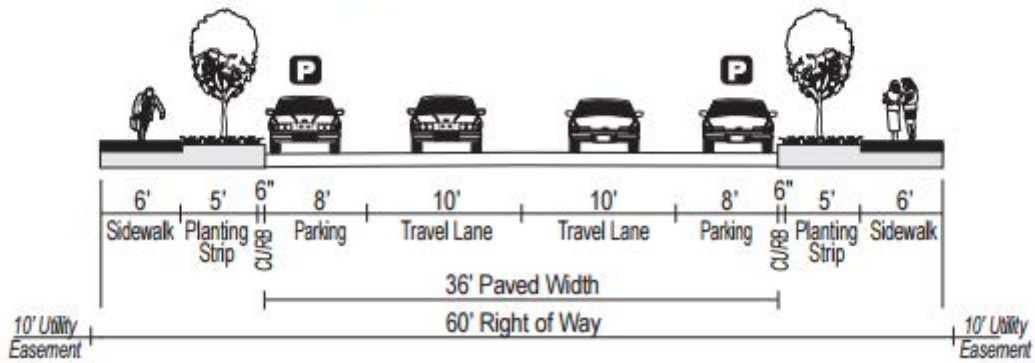 P
P
6' 5' 6" 8' 10' 10' 8' 6" 5' 6'
Sidewalk Planting Strip CURB Parking Travel Lane Travel Lane Parking CURB Planting Strip Sidewalk
36' Paved Width
10' Utility Easement
60' Right of Way
10' Utility Easement